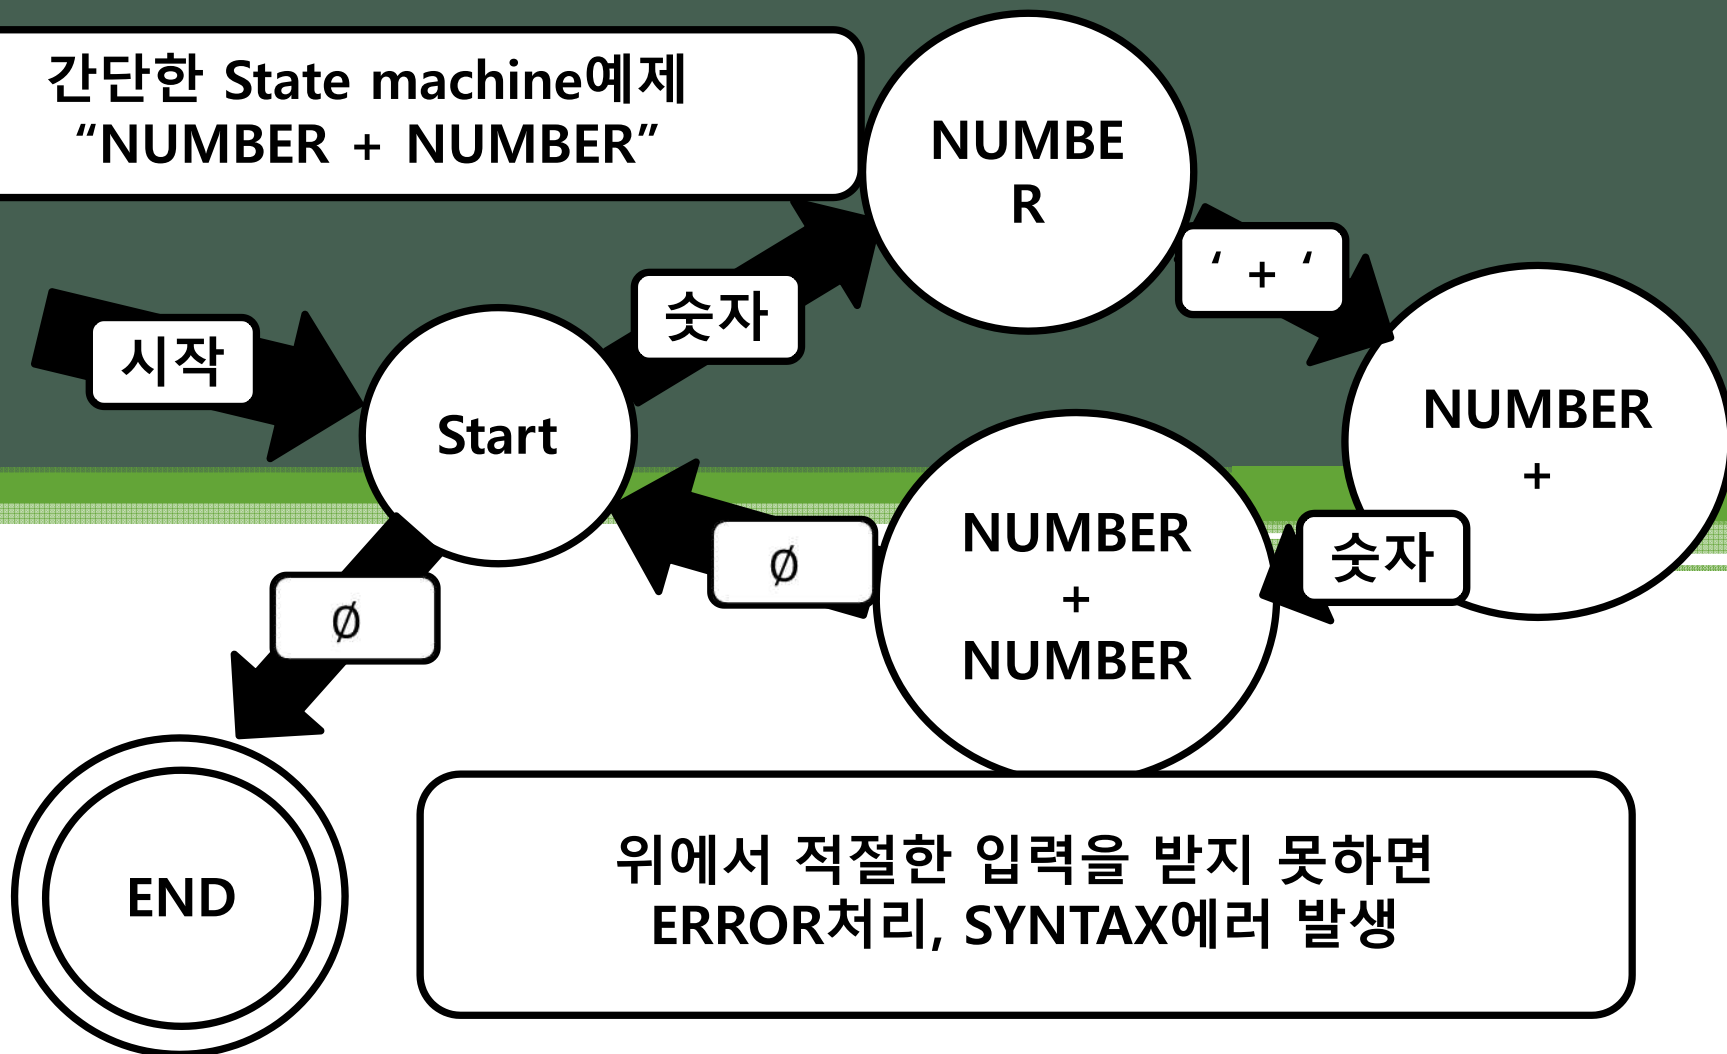 간단한 State machine예제
“NUMBER + NUMBER”
NUMBE
R
‘ + ‘
숫자
시작
Start
NUMBER
+
숫자
NUMBER
+
NUMBER
Ø
Ø
END
위에서 적절한 입력을 받지 못하면
ERROR처리, SYNTAX에러 발생